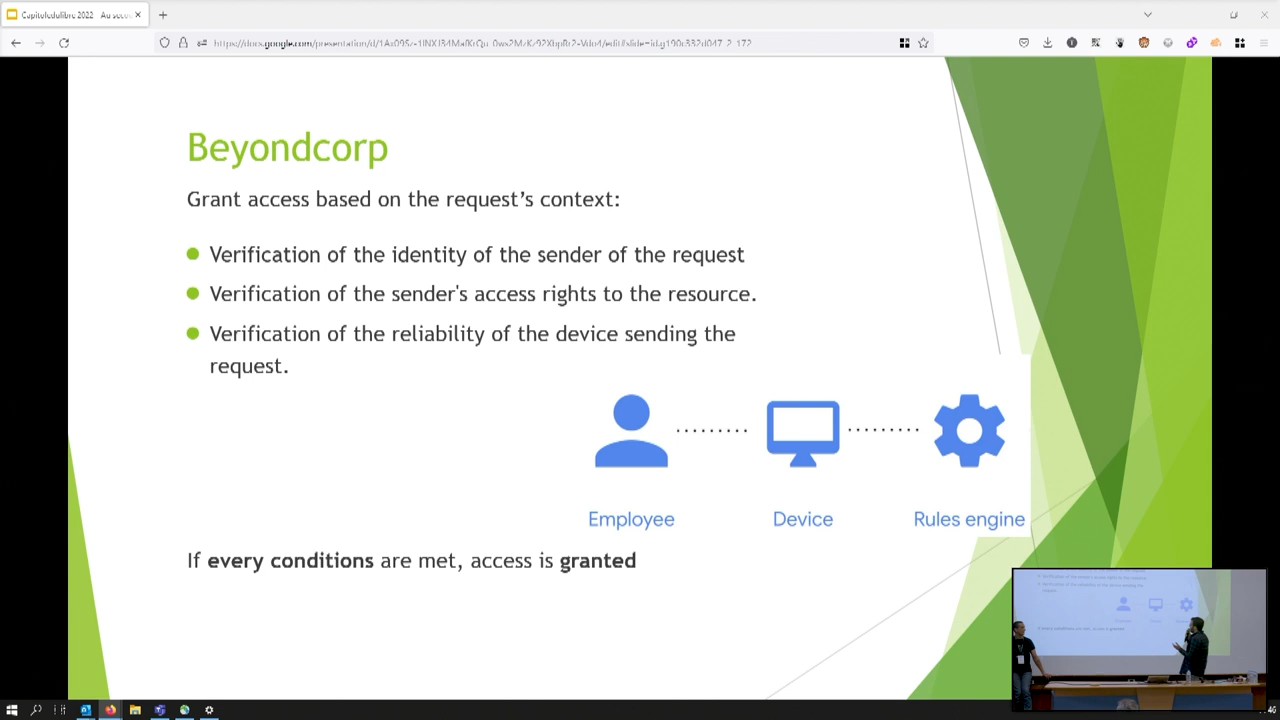 Capitoledulibre 2022 - Au secou
Beyondcorp
Grant access based on the request's context:
Verification of the identity of the sender of the request
Verification of the sender's access rights to the resource.
Verification of the reliability of the device sending the
request.
Employee
Device
Rules engine
If every conditions are met, access is granted